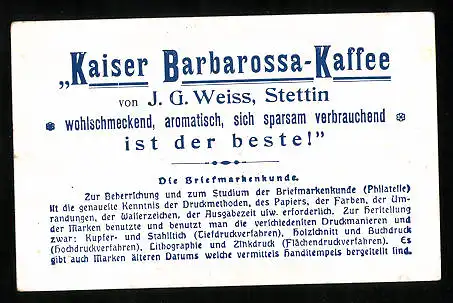 „Kaiser Barbarossa-Kaffee
von J. G. Weiss, Stettin
wohlschmeckend, aromatisch, sich sparsam verbrauchend
ist der beste!"
Die Briefmarkenkunde.
Zur Beherrschung und zum Studium der Briefmarkenkunde (Philatelie)
ist die genaueste Kenntnis der Druckmethoden, des Papiers, der Farben, der Um-
randungen, der Wasserzeichen, der Ausgabezeit usw. erforderlich. Zur Herstellung
der Marken benutzte und benutzt man die verschiedensten Druckmanieren und
zwar: Kupfer- und Stahlstich (Tiefdruckverfahren), Holzschnitt und Buchdruck
(Hochdruckverfahren), Lithographie und Zinkdruck (Flächendruckverfahren). Es
gibt auch Marken älteren Datums welche vermittels Handstempels hergestellt sind.